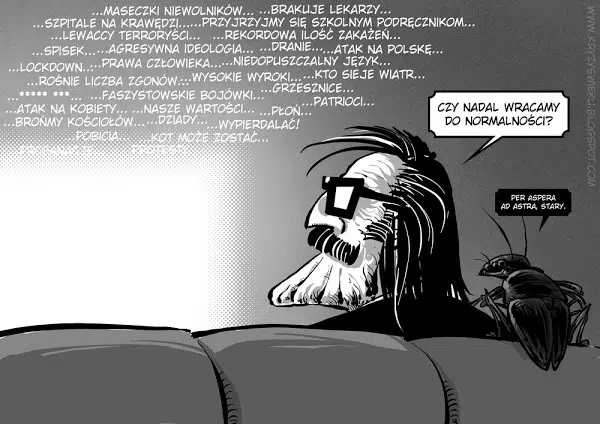 ...MASECZKI NIEWOLNIKÓW... ...BRAKUJE LEKARZY...
...SZPITALE NA KRAWĘDZI... ...PRZYJRZYJMY SIĘ SZKOLNYM PODRĘCZNIKOM...
...LEWACCY TERRORYŚCI... ...REKORDOWA ILOŚĆ ZAKAŻEŃ...
...SPISEK... ...AGRESYWNA IDEOLOGIA... ...DRANIE... ...ATAK NA POLSKĘ...
...LOCKDOWN... ...PRAWA CZŁOWIEKA... ...NIEDOPUSZCZALNY JĘZYK...
...ROŚNIE LICZBA ZGONÓW... ...WYSOKIE WYROKI... ...KTO SIEJE WIATR...
...***** ***... ...FASZYSTOWSKIE BOJÓWKI... ...GRZESZNICE...
...ATAK NA KOBIETY... ...NASZE WARTOŚCI... ...PŁOŃ... ...PATRIOCI...
...BROŃMY KOŚCIOŁÓW... ...DZIADY... ...WYPIERDALAĆ!
...POBICIA... ...KOT MOŻE ZOSTAĆ...
...PROFANACJE... ...PROTESTY...
CZY NADAL WRACAMY
DO NORMALNOŚCI?
PER ASPERA
AD ASTRA, STARY.